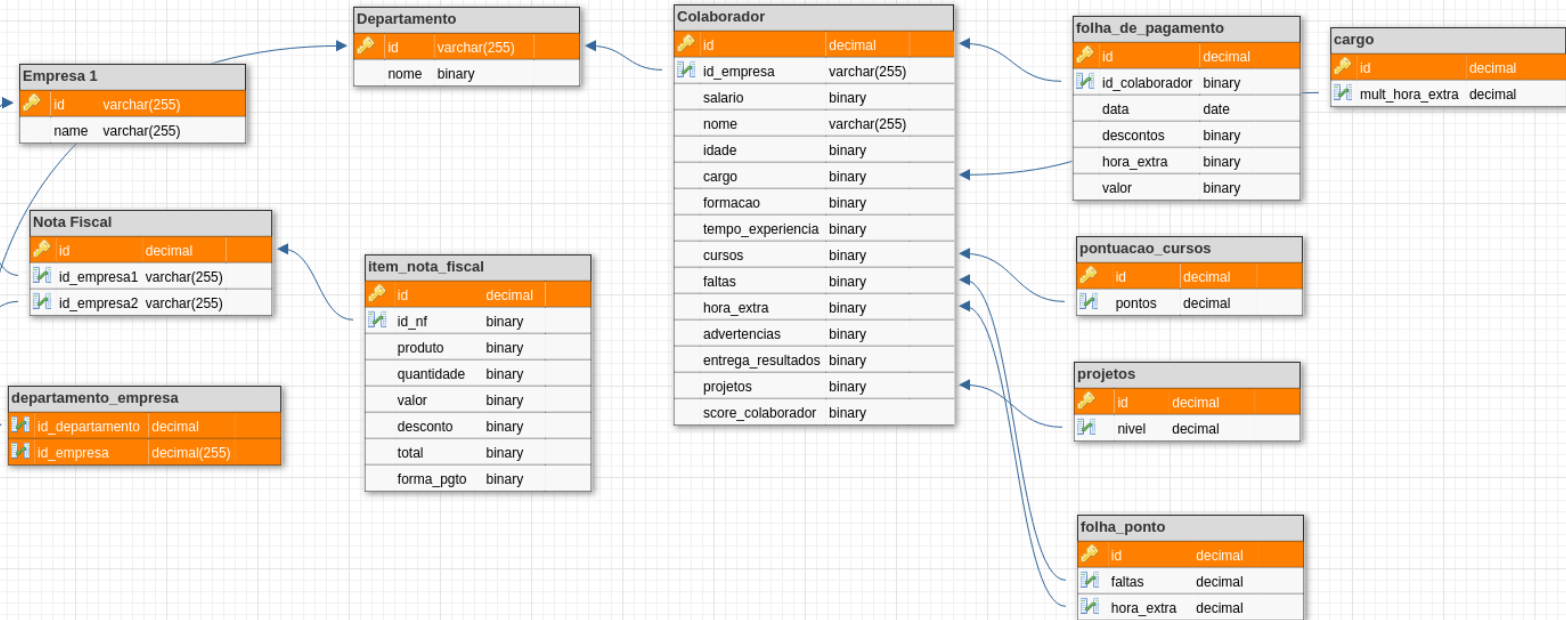 Departamento
id varchar(255)
nome binary
Empresa 1
id varchar(255)
name varchar(255)
Nota Fiscal
id decimal
id_empresa1 varchar(255)
id_empresa2 varchar(255)
departamento_empresa
id_departamento decimal
id_empresa decimal(255)
item_nota_fiscal
id decimal
id_nf binary
produto binary
quantidade binary
valor binary
desconto binary
total binary
forma_pgto binary
Colaborador
id decimal
id_empresa varchar(255)
salario binary
nome varchar(255)
idade binary
cargo binary
formacao binary
tempo_experiencia binary
cursos binary
faltas binary
hora_extra binary
advertencias binary
entrega_resultados binary
projetos binary
score_colaborador binary
folha_de_pagamento
id decimal
id_colaborador binary
data date
descontos binary
hora_extra binary
valor binary
cargo
id decimal
mult_hora_extra decimal
pontuacao_cursos
id decimal
pontos decimal
projetos
id decimal
nivel decimal
folha_ponto
id decimal
faltas decimal
hora_extra decimal